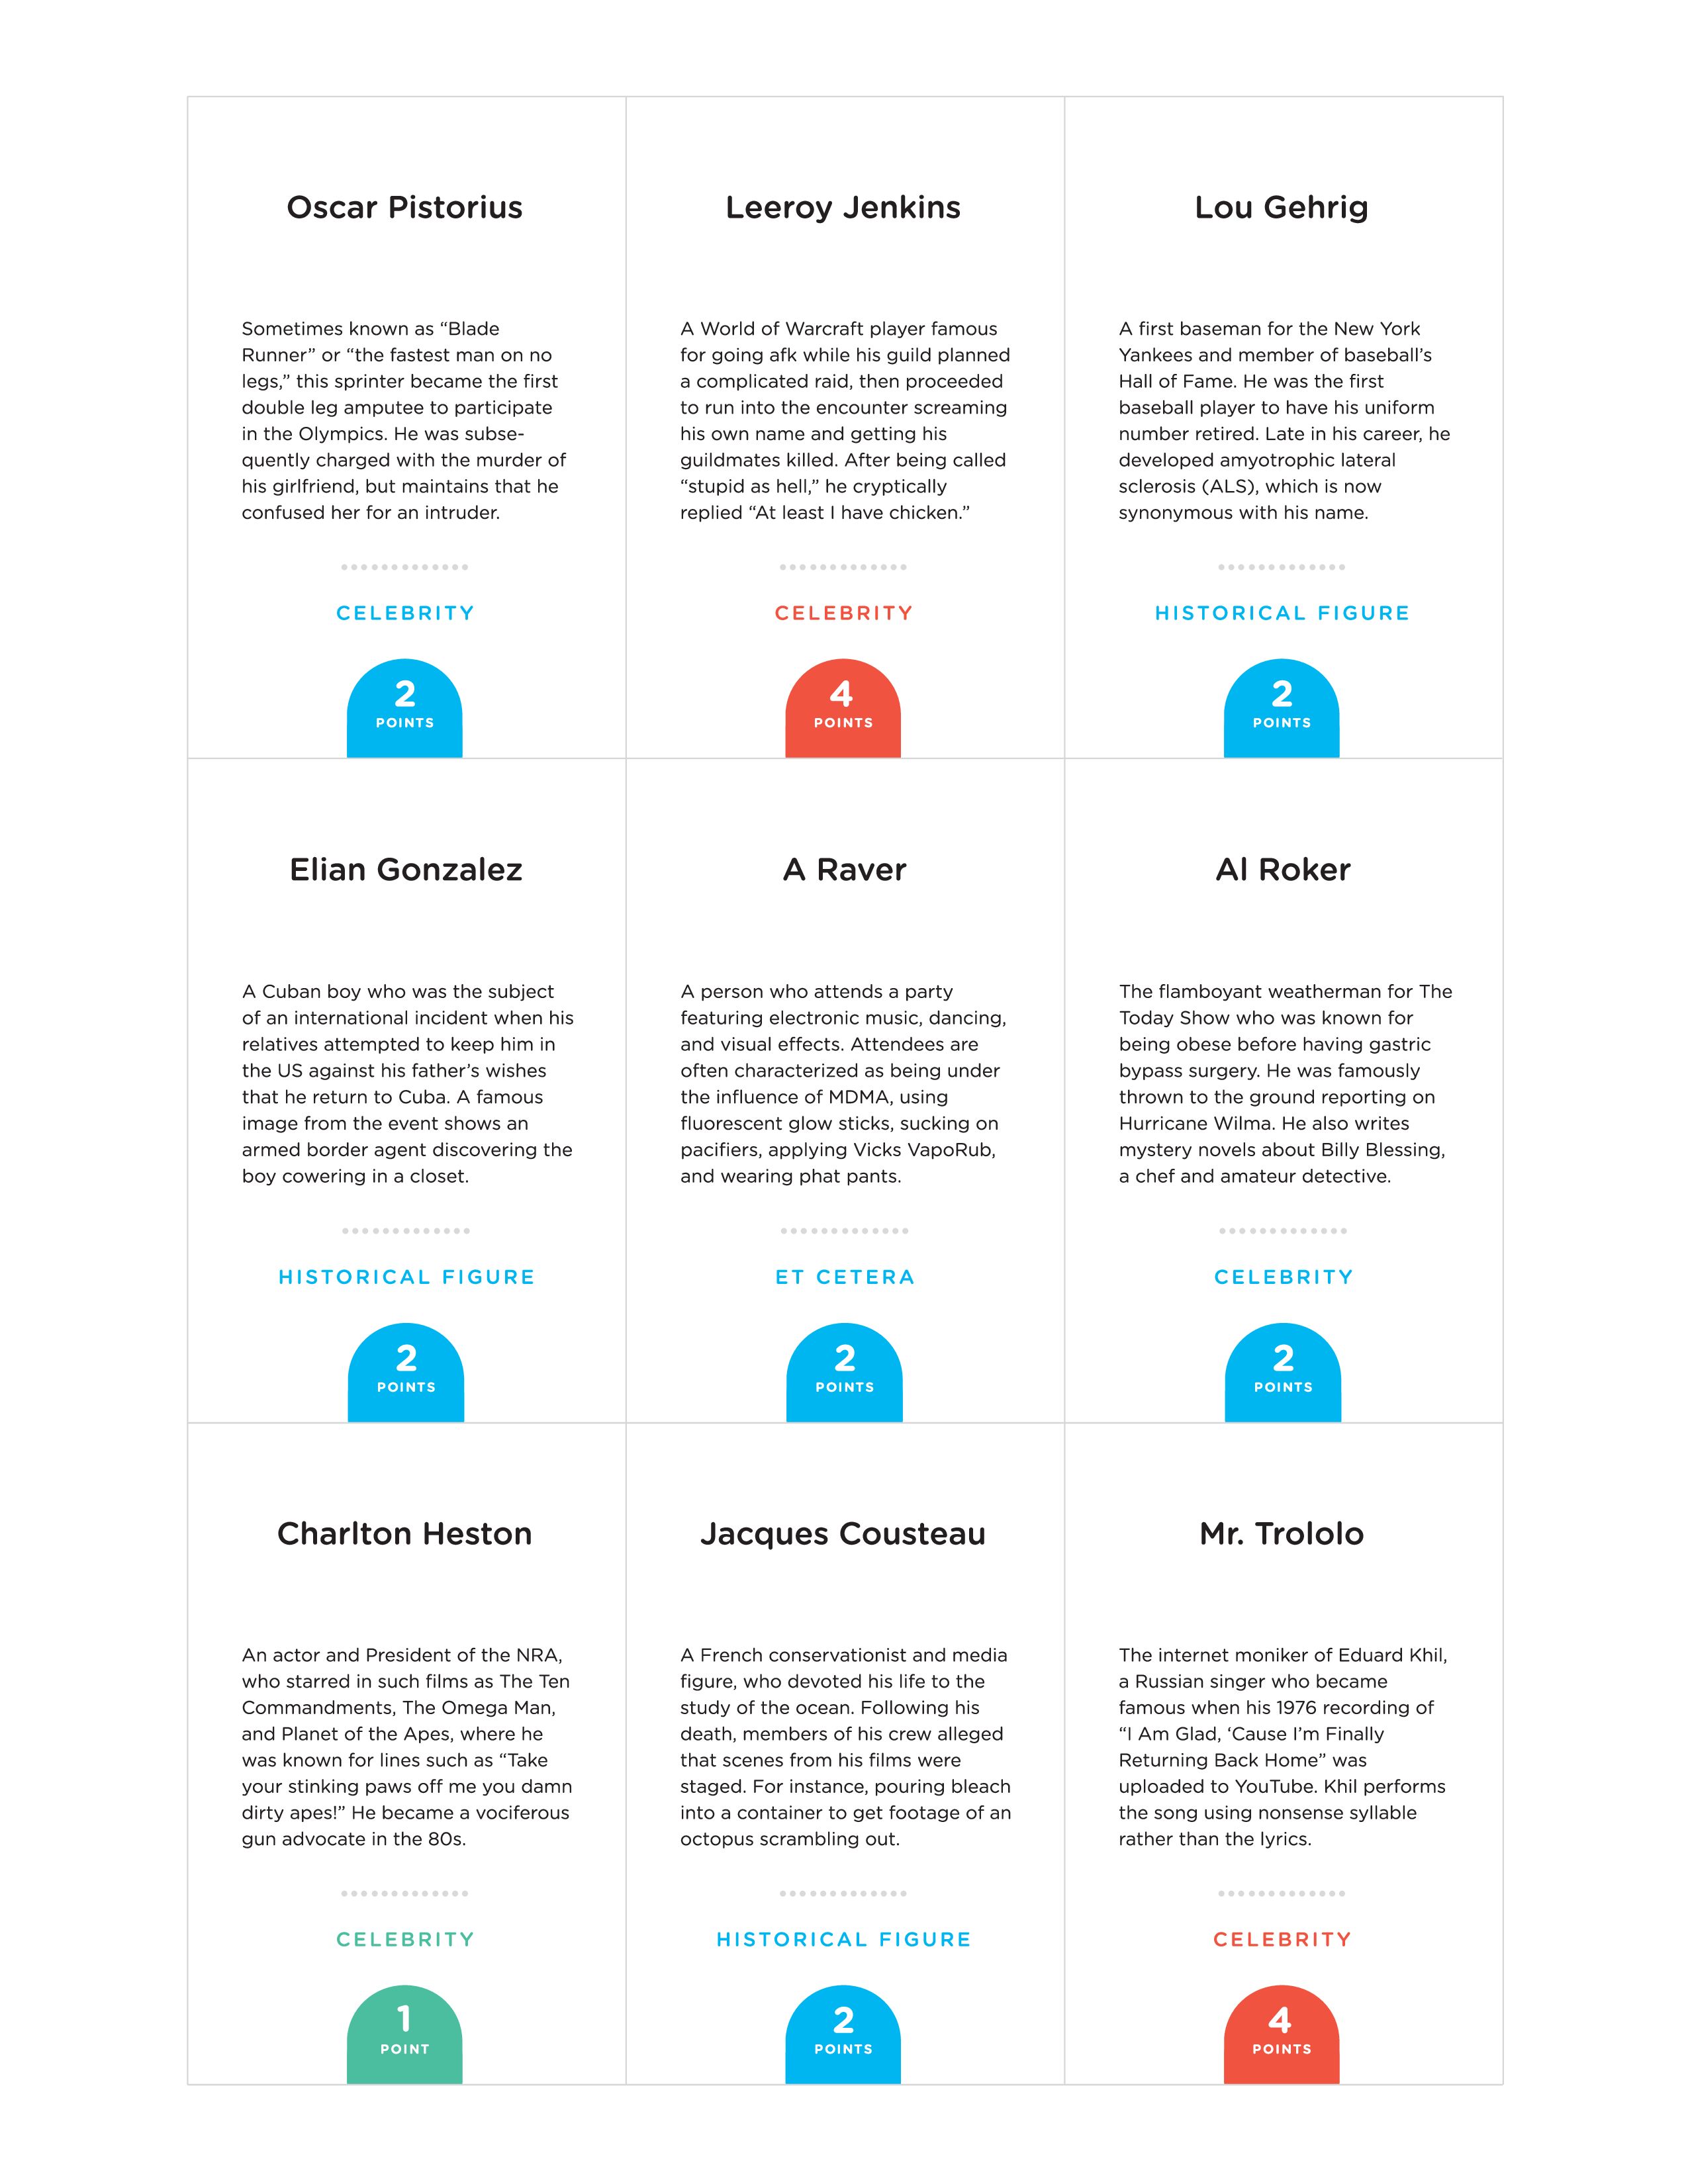 Oscar Pistorius
Sometimes known as “Blade
Runner” or “the fastest man on no
legs,” this sprinter became the first
double leg amputee to participate
in the Olympics. He was subse-
quently charged with the murder of
his girlfriend, but maintains that he
confused her for an intruder.
CELEBRITY
2
POINTS
Leeroy Jenkins
A World of Warcraft player famous
for going afk while his guild planned
a complicated raid, then proceeded
to run into the encounter screaming
his own name and getting his
guildmates killed. After being called
“stupid as hell,” he cryptically
replied “At least I have chicken.”
CELEBRITY
4
POINTS
Lou Gehrig
A first baseman for the New York
Yankees and member of baseball’s
Hall of Fame. He was the first
baseball player to have his uniform
number retired. Late in his career, he
developed amyotrophic lateral
sclerosis (ALS), which is now
synonymous with his name.
HISTORICAL FIGURE
2
POINTS
Elian Gonzalez
A Cuban boy who was the subject
of an international incident when his
relatives attempted to keep him in
the US against his father’s wishes
that he return to Cuba. A famous
image from the event shows an
armed border agent discovering the
boy cowering in a closet.
HISTORICAL FIGURE
2
POINTS
A Raver
A person who attends a party
featuring electronic music, dancing,
and visual effects. Attendees are
often characterized as being under
the influence of MDMA, using
fluorescent glow sticks, sucking on
pacifiers, applying Vicks VapoRub,
and wearing phat pants.
ET CETERA
2
POINTS
Al Roker
The flamboyant weatherman for The
Today Show who was known for
being obese before having gastric
bypass surgery. He was famously
thrown to the ground reporting on
Hurricane Wilma. He also writes
mystery novels about Billy Blessing,
a chef and amateur detective.
CELEBRITY
2
POINTS
Charlton Heston
An actor and President of the NRA,
who starred in such films as The Ten
Commandments, The Omega Man,
and Planet of the Apes, where he
was known for lines such as “Take
your stinking paws off me you damn
dirty apes!” He became a vociferous
gun advocate in the 80s.
CELEBRITY
1
POINT
Jacques Cousteau
A French conservationist and media
figure, who devoted his life to the
study of the ocean. Following his
death, members of his crew alleged
that scenes from his films were
staged. For instance, pouring bleach
into a container to get footage of an
octopus scrambling out.
HISTORICAL FIGURE
2
POINTS
Mr. Trololo
The internet moniker of Eduard Khil,
a Russian singer who became
famous when his 1976 recording of
“I Am Glad, ‘Cause I’m Finally
Returning Back Home” was
uploaded to YouTube. Khil performs
the song using nonsense syllable
rather than the lyrics.
CELEBRITY
4
POINTS